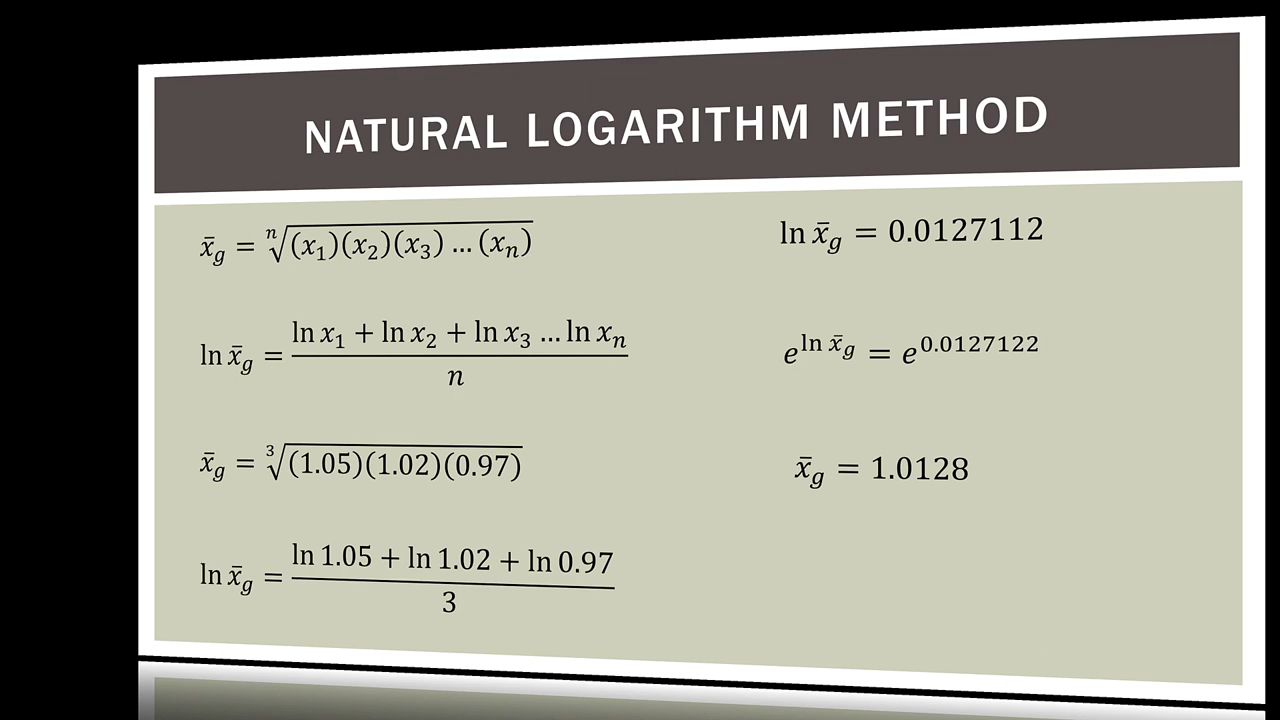 NATURAL LOGARITHM METHOD
x̄_g = ⁿ√(x₁)(x₂)(x₃) … (xₙ)
ln x̄_g = (ln x₁ + ln x₂ + ln x₃ … ln xₙ) / n
x̄_g = ³√(1.05)(1.02)(0.97)
ln x̄_g = (ln 1.05 + ln 1.02 + ln 0.97) / 3
ln x̄_g = 0.0127112
e^(ln x̄_g) = e^(0.0127122)
x̄_g = 1.0128